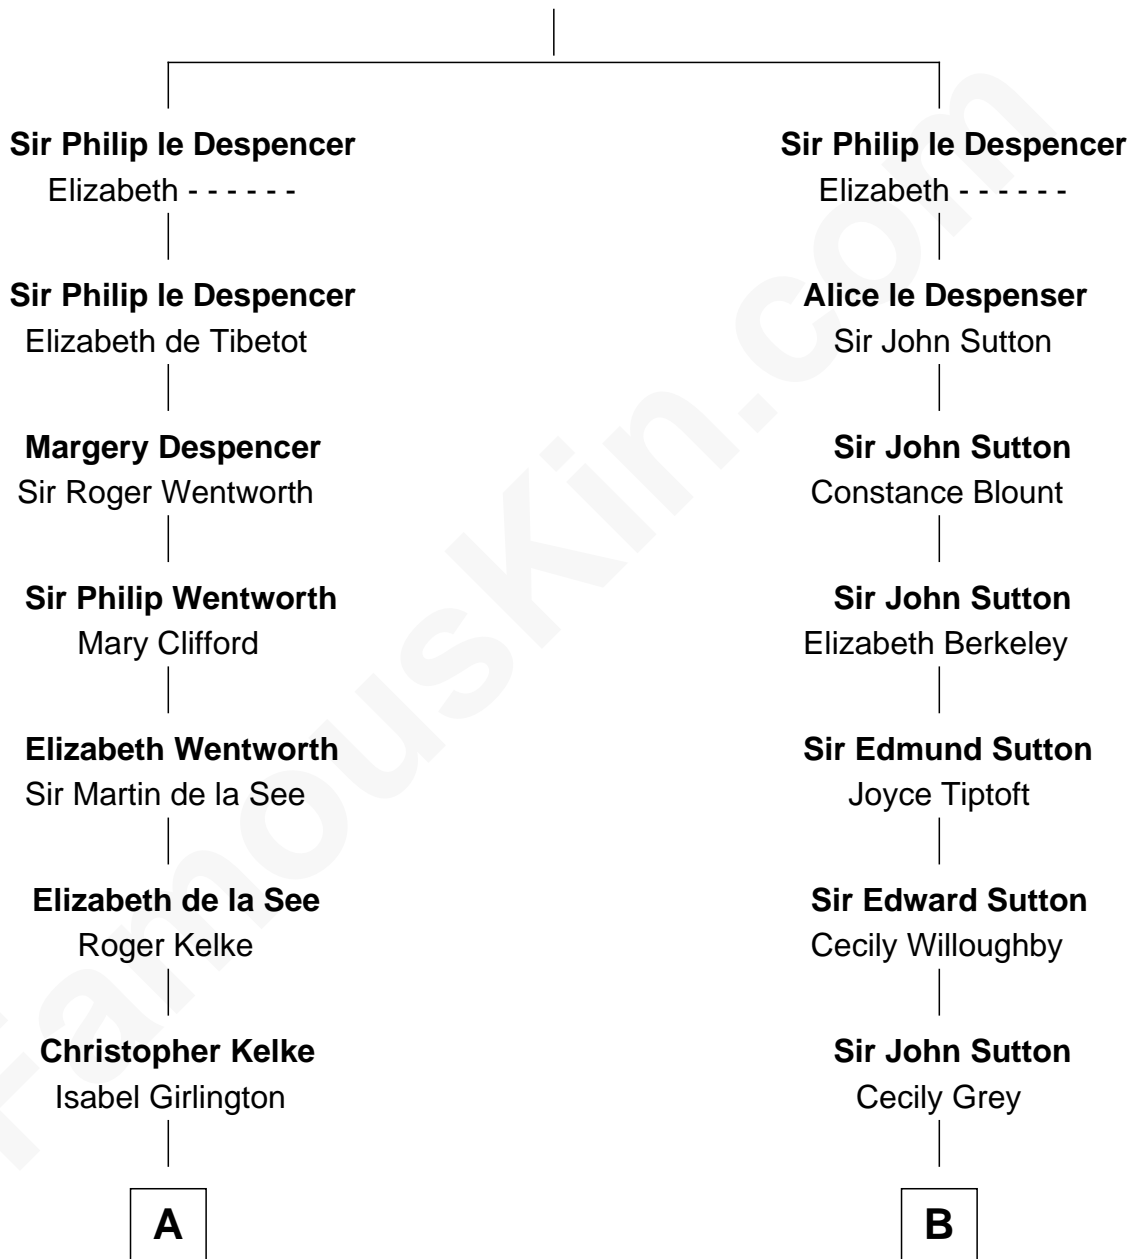 Sir Philip le Despencer
Elizabeth - - - - - -
Sir Philip le Despencer
Elizabeth de Tibetot
Margery Despencer
Sir Roger Wentworth
Sir Philip Wentworth
Mary Clifford
Elizabeth Wentworth
Sir Martin de la See
Elizabeth de la See
Roger Kelke
Christopher Kelke
Isabel Girlington
A
Sir Philip le Despencer
Elizabeth - - - - - -
Alice le Despenser
Sir John Sutton
Sir John Sutton
Constance Blount
Sir John Sutton
Elizabeth Berkeley
Sir Edmund Sutton
Joyce Tiptoft
Sir Edward Sutton
Cecily Willoughby
Sir John Sutton
Cecily Grey
B
FamousKin.com